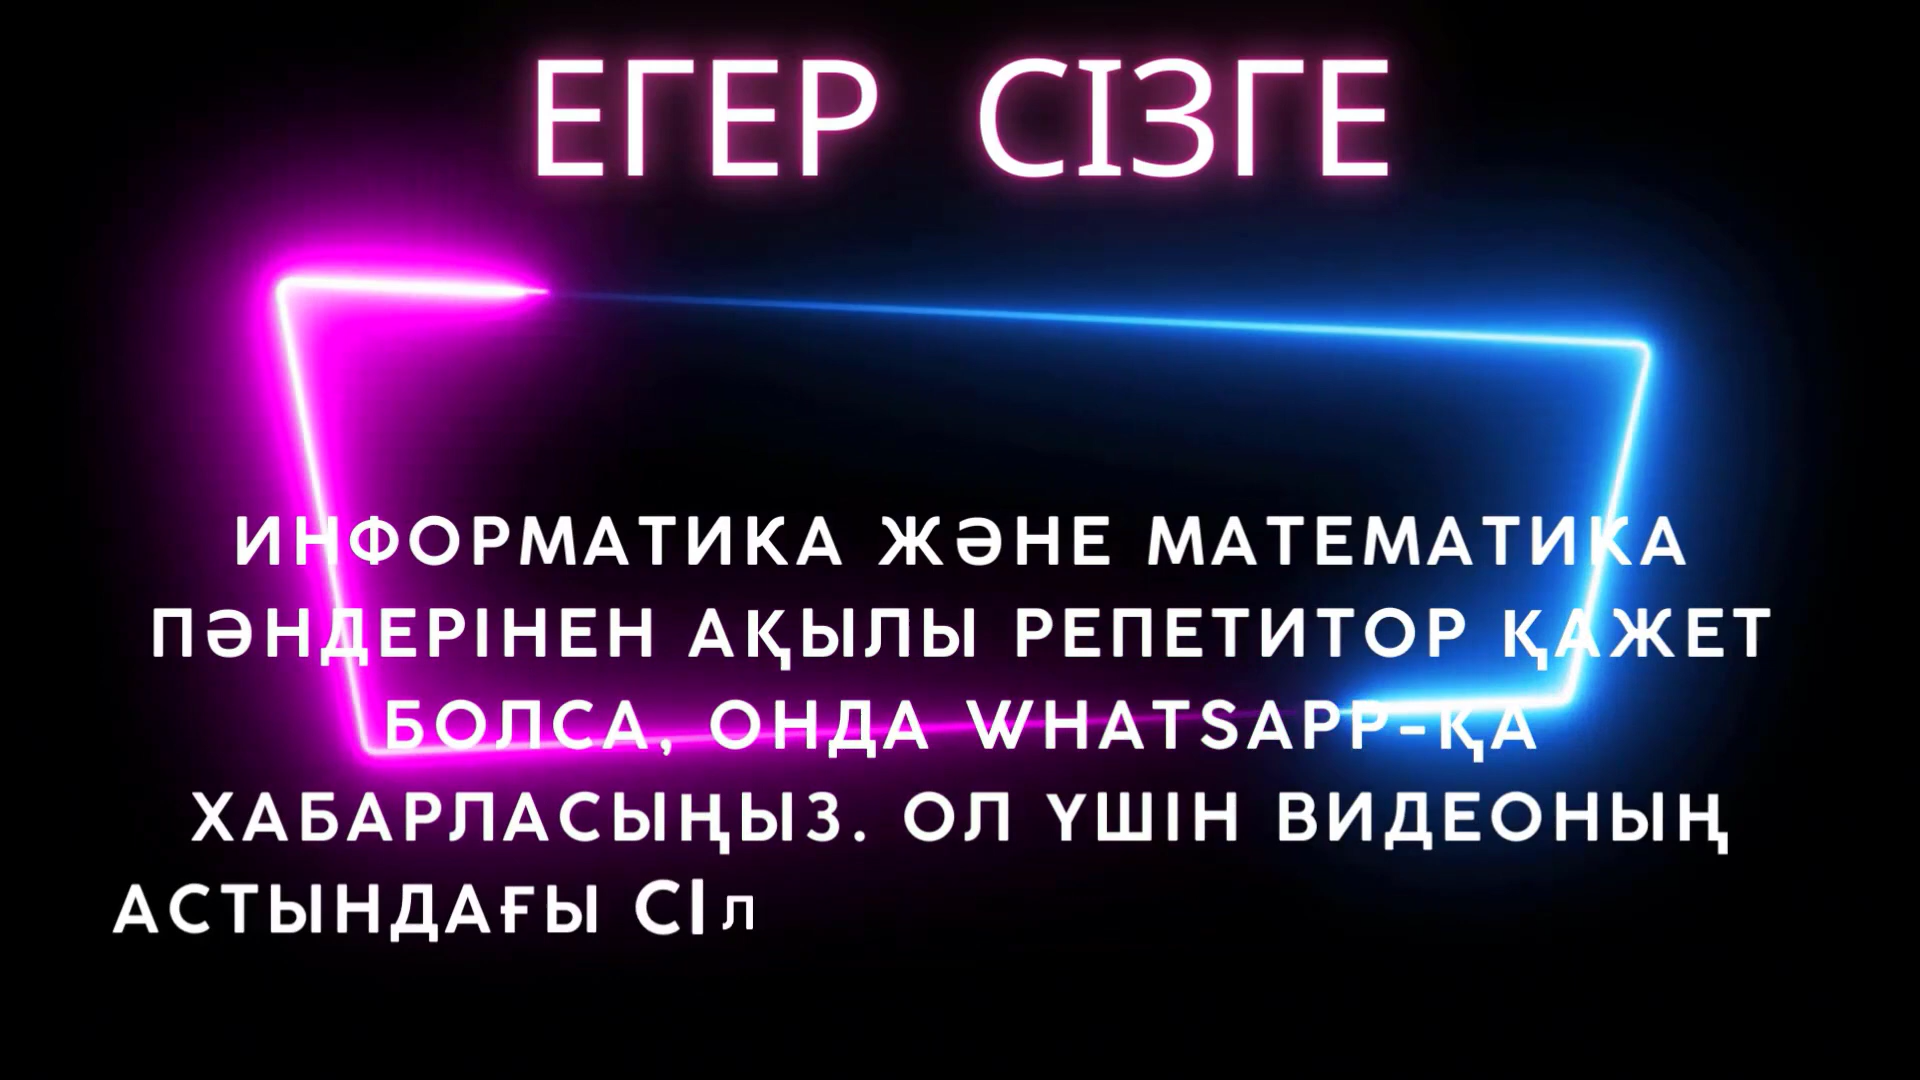 ЕГЕР СІЗГЕ
ИНФОРМАТИКА ЖӘНЕ МАТЕМАТИКА
ПӘНДЕРІНЕН АҚЫЛЫ РЕПЕТИТОР ҚАЖЕТ
БОЛСА, ОНДА WHATSAPP-ҚА
ХАБАРЛАСЫҢЫЗ. ОЛ ҮШІН ВИДЕОНЫҢ
АСТЫНДАҒЫ СІЛ